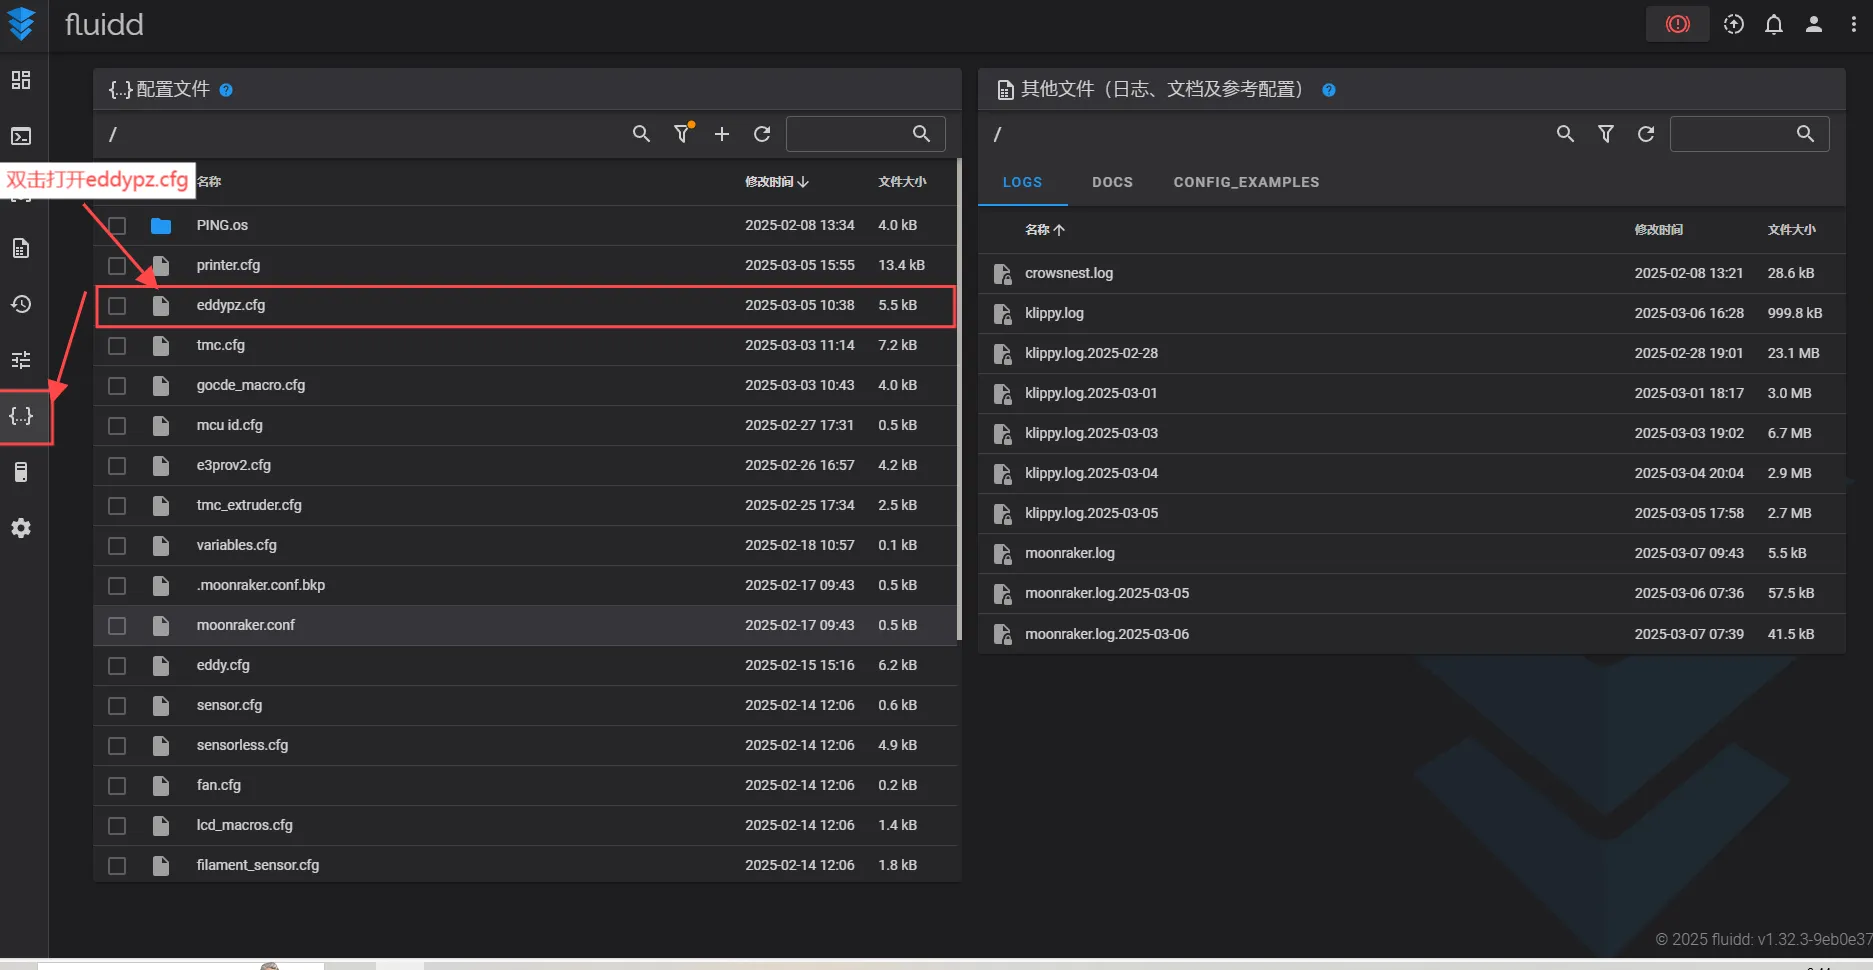 fluidd
{...} 配置文件
/
双击打开eddypz.cfg
名称 修改时间 文件大小
PING.os 2025-02-08 13:34 4.0 kB
printer.cfg 2025-03-05 15:55 13.4 kB
eddypz.cfg 2025-03-05 10:38 5.5 kB
tmc.cfg 2025-03-03 11:14 7.2 kB
gocde_macro.cfg 2025-03-03 10:43 4.0 kB
mcu id.cfg 2025-02-27 17:31 0.5 kB
e3prov2.cfg 2025-02-26 16:57 4.2 kB
tmc_extruder.cfg 2025-02-25 17:34 2.5 kB
variables.cfg 2025-02-18 10:57 0.1 kB
.moonraker.conf.bkp 2025-02-17 09:43 0.5 kB
moonraker.conf 2025-02-17 09:43 0.5 kB
eddy.cfg 2025-02-15 15:16 6.2 kB
sensor.cfg 2025-02-14 12:06 0.6 kB
sensorless.cfg 2025-02-14 12:06 4.9 kB
fan.cfg 2025-02-14 12:06 0.2 kB
lcd_macros.cfg 2025-02-14 12:06 1.4 kB
filament_sensor.cfg 2025-02-14 12:06 1.8 kB
其他文件（日志、文档及参考配置）
/
LOGS DOCS CONFIG_EXAMPLES
名称 修改时间 文件大小
crowsnest.log 2025-02-08 13:21 28.6 kB
klippy.log 2025-03-06 16:28 999.8 kB
klippy.log.2025-02-28 2025-02-28 19:01 23.1 MB
klippy.log.2025-03-01 2025-03-01 18:17 3.0 MB
klippy.log.2025-03-03 2025-03-03 19:02 6.7 MB
klippy.log.2025-03-04 2025-03-04 20:04 2.9 MB
klippy.log.2025-03-05 2025-03-05 17:58 2.7 MB
moonraker.log 2025-03-07 09:43 5.5 kB
moonraker.log.2025-03-05 2025-03-06 07:36 57.5 kB
moonraker.log.2025-03-06 2025-03-07 07:39 41.5 kB
© 2025 fluidd: v1.32.3-9eb0e37